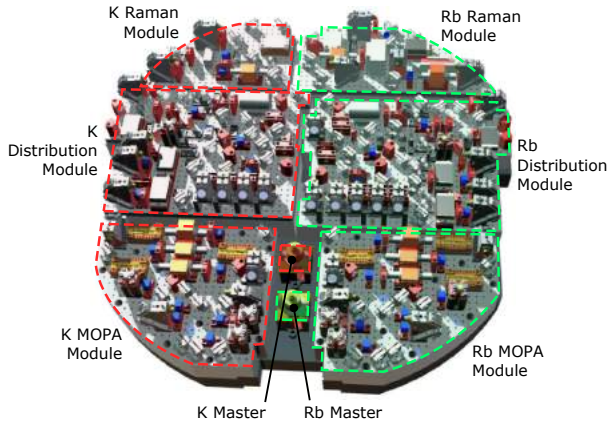 K Raman
Module
Rb Raman
Module
K
Distribution
Module
Rb
Distribution
Module
K MOPA
Module
Rb MOPA
Module
K Master
Rb Master